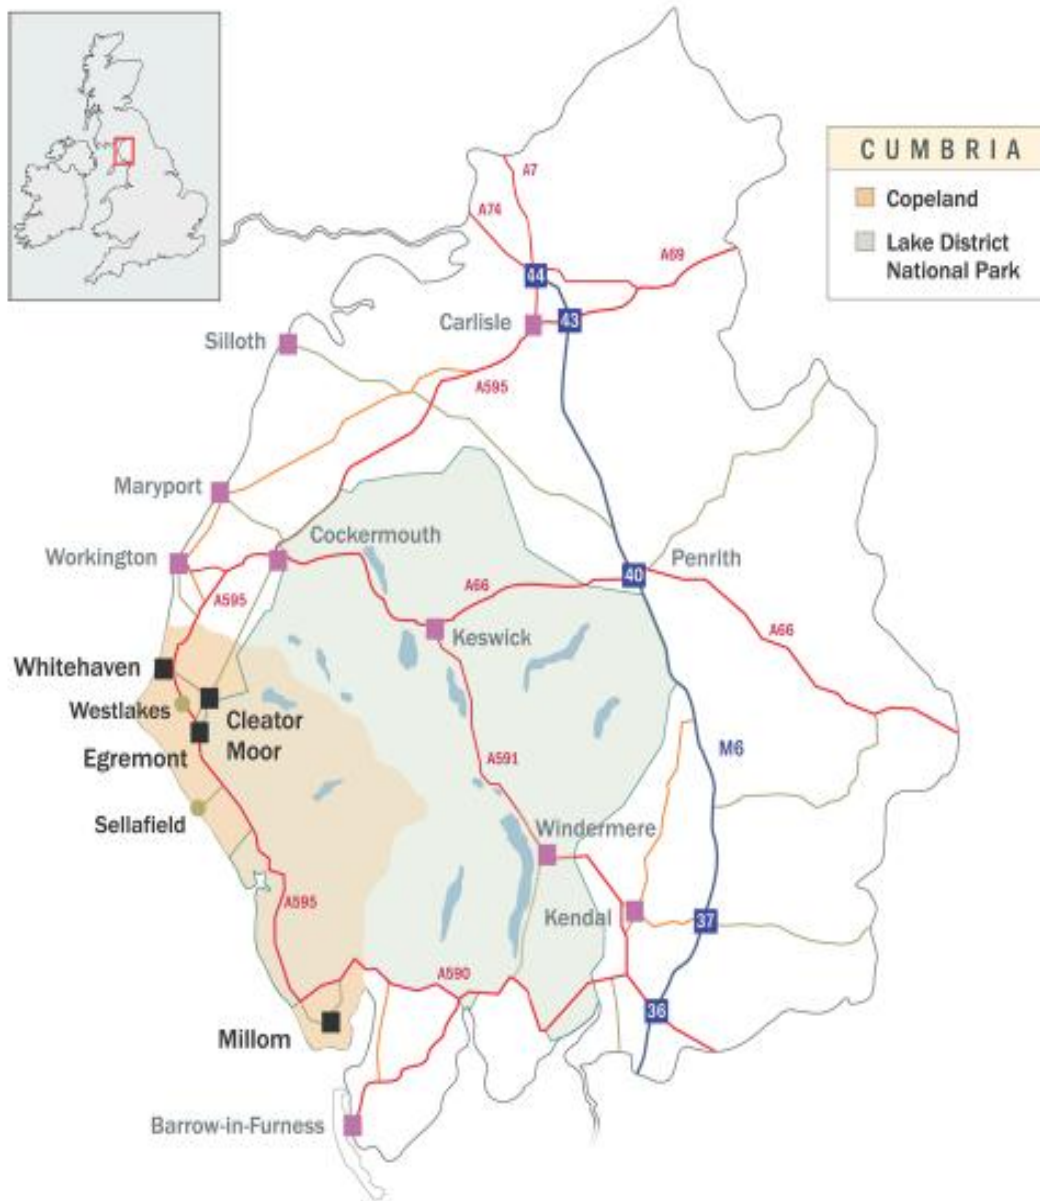 CUMBRIA
Copeland
Lake District
National Park
A7
A74
A69
44
43
Carlisle
Silloth
A595
Maryport
Cockermouth
Workington
Penrith
40
A66
A595
Keswick
A66
Whitehaven
Westlakes
Cleator
Moor
Egremont
A591
M6
Sellafield
Windermere
A595
Kendal
37
A590
36
Millom
Barrow-in-Furness